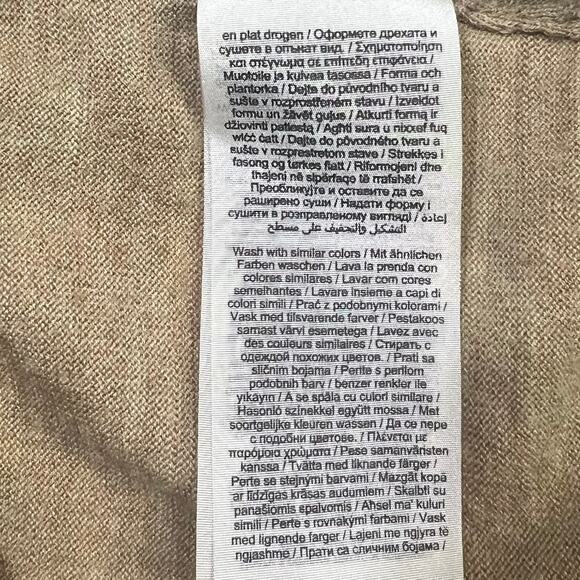 en plat drogen / Оформете дрехата и
сушете в опънат вид. / Σχηματοποίηση
και στέγνωμα σε επίπεδη επιφάνεια /
Muotoile ja kuivaa tasossa / Forma och
plantorka / Dejte do původního tvaru a
sušte v rozprostřeném stavu / Izveidot
formu un žāvēt guļus / Atkurti formą ir
džiovinti patiestą / Agħti sura u nixxef fuq
wiċċ ċatt / Dejte do pôvodného tvaru a
sušte v rozprestretom stave / Strekkes i
fasong og tørkes flatt / Riformojeni dhe
thajeni në sipërfaqe të rrafshët /
Преобликујте и оставите да се
раширено суши / Надати форму і
сушити в розправленому вигляді / إعادة
التشكيل والتجفيف على مسطح
Wash with similar colors / Mit ähnlichen
Farben waschen / Lava la prenda con
colores similares / Lavar com cores
semelhantes / Lavare insieme a capi di
colori simili / Prać z podobnymi kolorami /
Vask med tilsvarende farver / Pestakoos
samast värvi esemetega / Lavez avec
des couleurs similaires / Стирать с
одеждой похожих цветов. / Prati sa
sličnim bojama / Perite s perilom
podobnih barv / benzer renkler ile
yıkayın / A se spăla cu culori similare /
Hasonló színekkel együtt mossa / Met
soortgelijke kleuren wassen / Да се пере
с подобни цветове. / Πλένεται με
παρόμοια χρώματα / Pese samanväristen
kanssa / Tvätta med liknande färger /
Perte se stejnými barvami / Mazgāt kopā
ar līdzīgas krāsas audumiem / Skalbti su
panašiomis spalvomis / Aħsel ma' kuluri
simili / Perte s rovnakými farbami / Vask
med lignende farger / Lajeni me ngjyra të
ngjashme / Прати са сличним бојама /